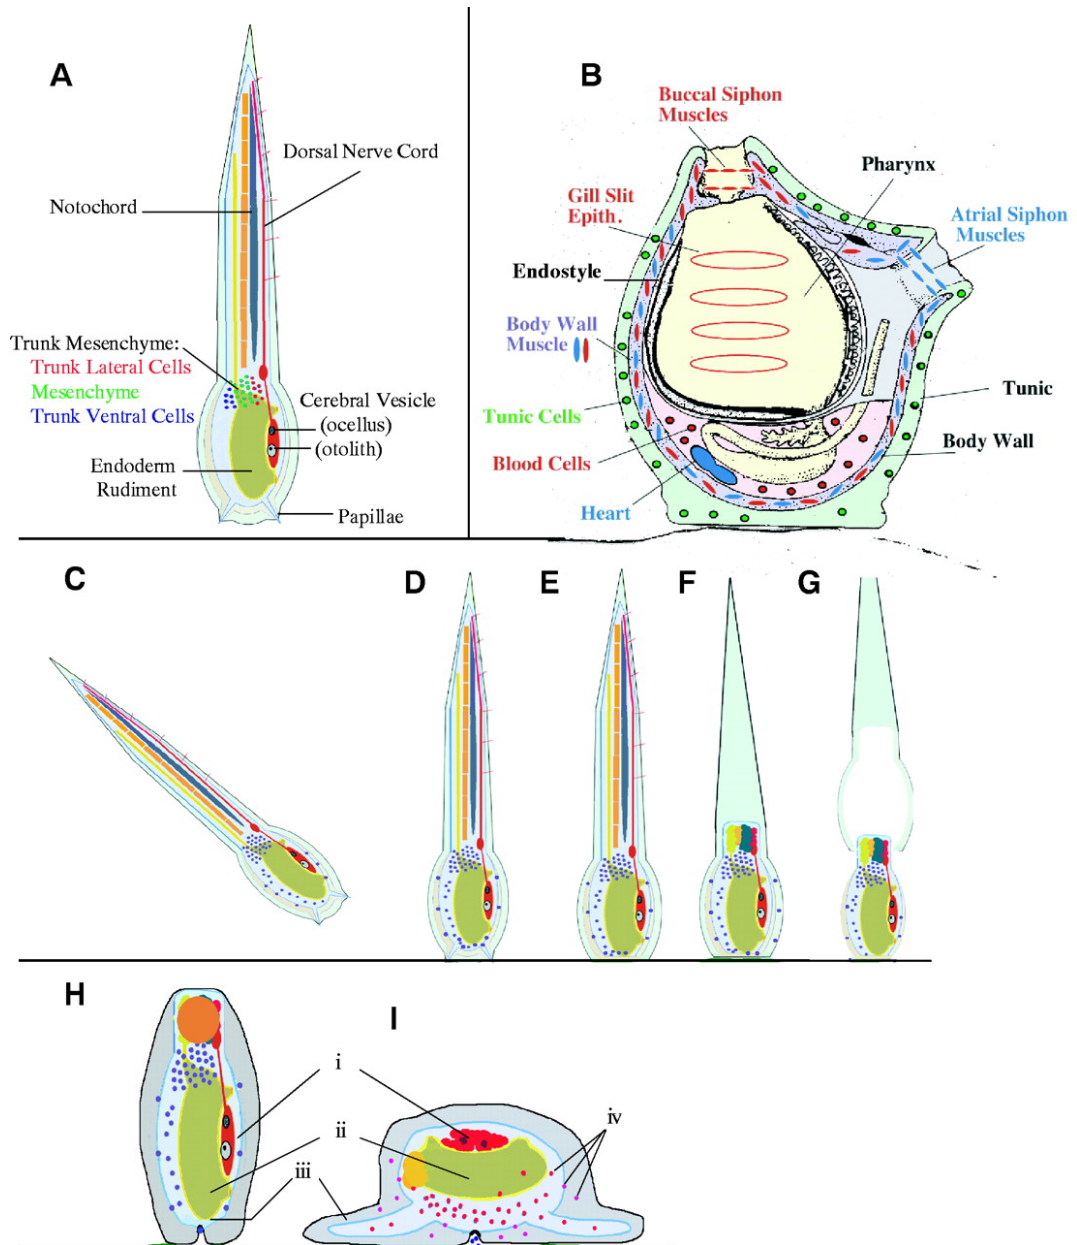 A
Dorsal Nerve Cord
Notochord
Trunk Mesenchyme:
Trunk Lateral Cells
Mesenchyme
Trunk Ventral Cells
Cerebral Vesicle
(ocellus)
(otolith)
Endoderm
Rudiment
Papillae
B
Buccal Siphon
Muscles
Pharynx
Gill Slit
Epith.
Atrial Siphon
Muscles
Endostyle
Body Wall
Muscle
Tunic
Tunic Cells
Body Wall
Blood Cells
Heart
C
D
E
F
G
H
I
i
ii
iii
iv